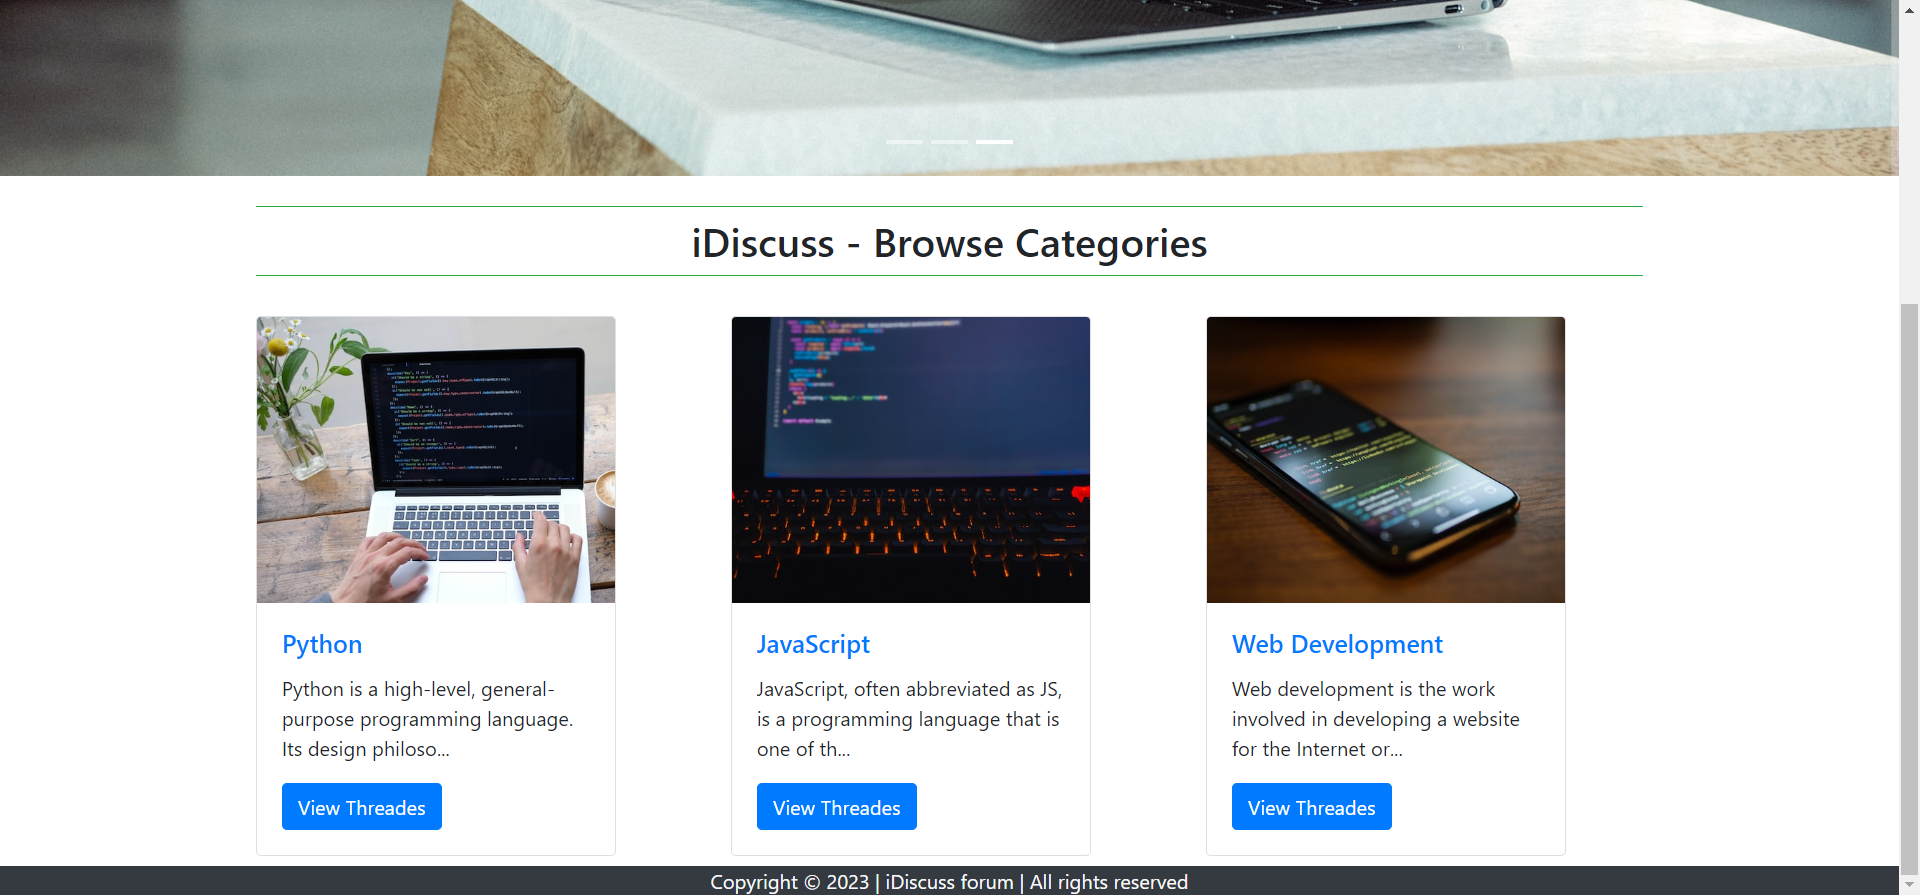 iDiscuss - Browse Categories
Python
Python is a high-level, general-
purpose programming language.
Its design philoso...
View Threades
JavaScript
JavaScript, often abbreviated as JS,
is a programming language that is
one of th...
View Threades
Web Development
Web development is the work
involved in developing a website
for the Internet or...
View Threades
Copyright © 2023 | iDiscuss forum | All rights reserved